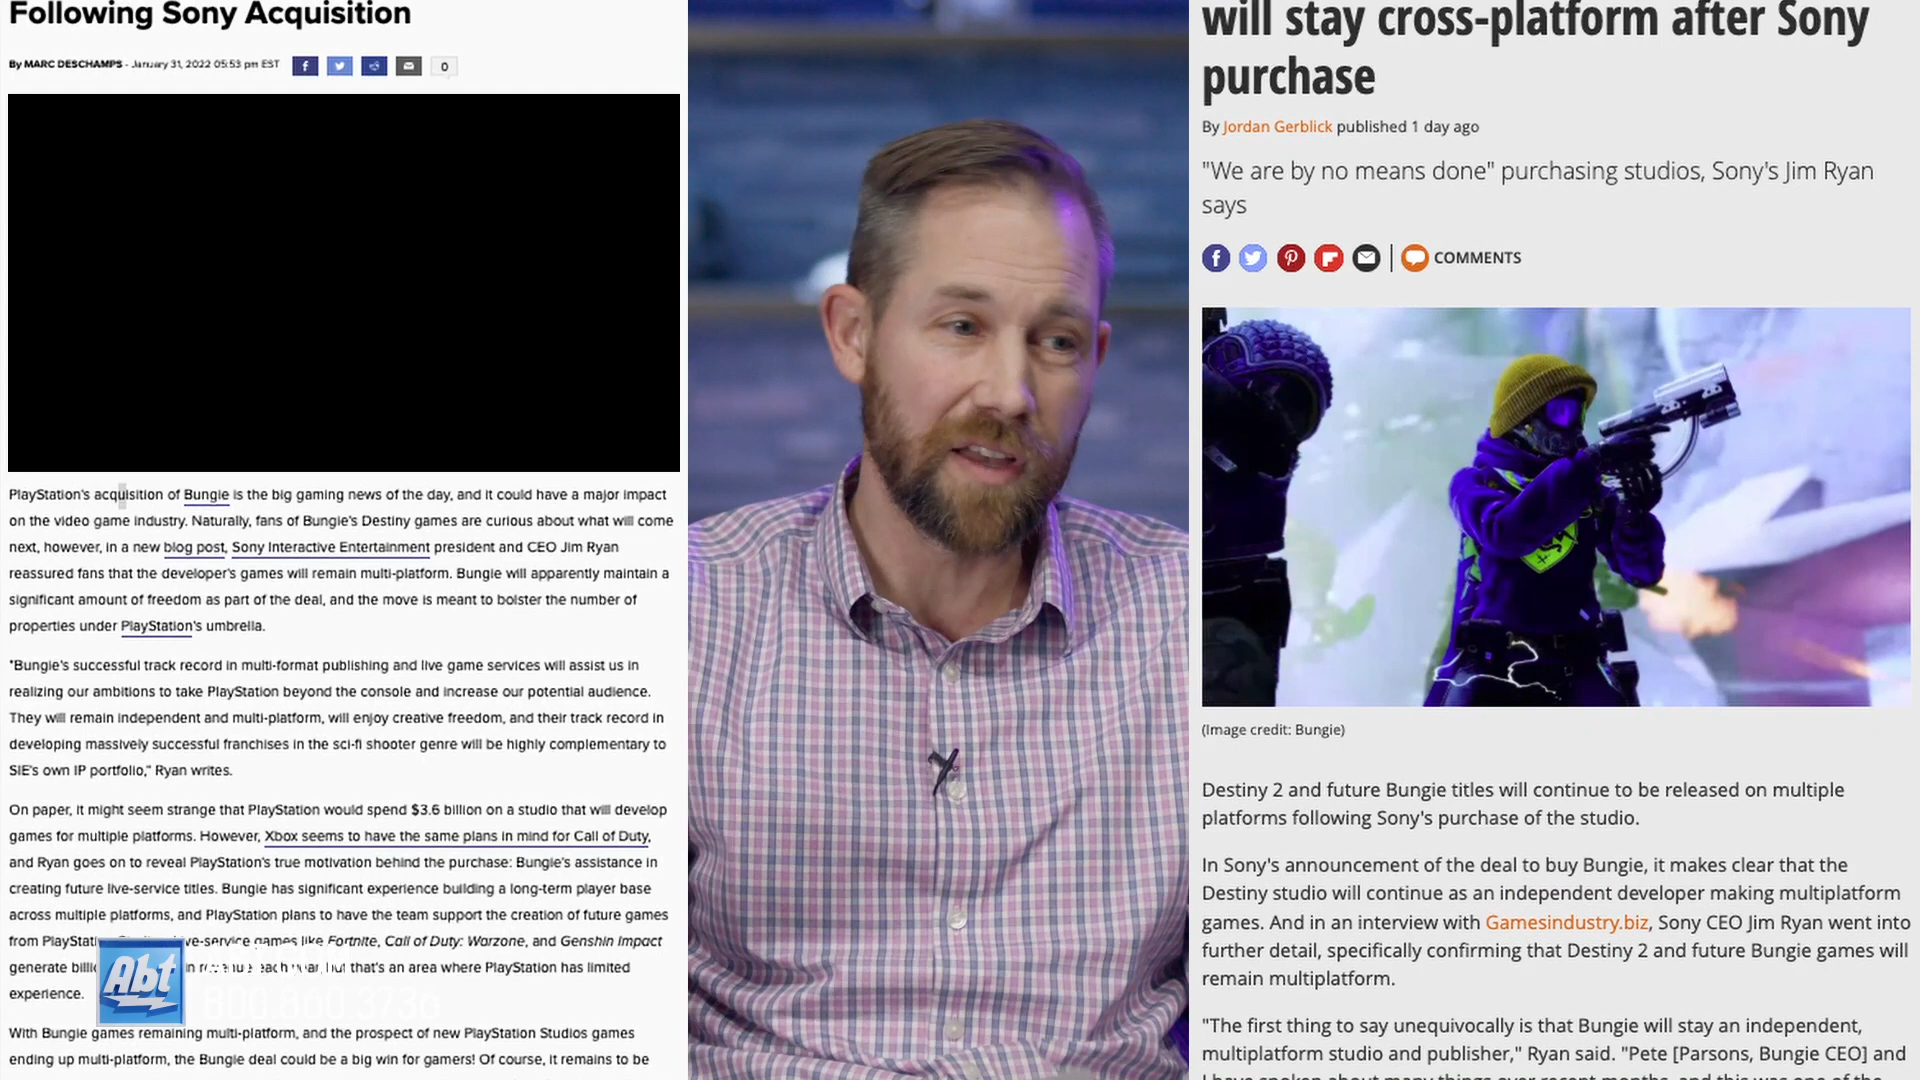 Following Sony Acquisition
By MARC DESCHAMPS - January 31, 2022 05:53 pm EST
0
PlayStation's acquisition of Bungie is the big gaming news of the day, and it could have a major impact
on the video game industry. Naturally, fans of Bungie's Destiny games are curious about what will come
next, however, in a new blog post, Sony Interactive Entertainment president and CEO Jim Ryan
reassured fans that the developer's games will remain multi-platform. Bungie will apparently maintain a
significant amount of freedom as part of the deal, and the move is meant to bolster the number of
properties under PlayStation's umbrella.
"Bungie's successful track record in multi-format publishing and live game services will assist us in
realizing our ambitions to take PlayStation beyond the console and increase our potential audience.
They will remain independent and multi-platform, will enjoy creative freedom, and their track record in
developing massively successful franchises in the sci-fi shooter genre will be highly complementary to
SIE's own IP portfolio," Ryan writes.
On paper, it might seem strange that PlayStation would spend $3.6 billion on a studio that will develop
games for multiple platforms. However, Xbox seems to have the same plans in mind for Call of Duty,
and Ryan goes on to reveal PlayStation's true motivation behind the purchase: Bungie's assistance in
creating future live-service titles. Bungie has significant experience building a long-term player base
across multiple platforms, and PlayStation plans to have the team support the creation of future games
from ve-service games like Fortnite, Call of Duty: Warzone, and Genshin Impact
generate each year, but that's an area where PlayStation has limited
experience.
Abt
800.860.3736
With Bungie games remaining multi-platform, and the prospect of new PlayStation Studios games
ending up multi-platform, the Bungie deal could be a big win for gamers! Of course, it remains to be
will stay cross-platform after Sony
purchase
By Jordan Gerblick published 1 day ago
"We are by no means done" purchasing studios, Sony's Jim Ryan
says
COMMENTS
(Image credit: Bungie)
Destiny 2 and future Bungie titles will continue to be released on multiple
platforms following Sony's purchase of the studio.
In Sony's announcement of the deal to buy Bungie, it makes clear that the
Destiny studio will continue as an independent developer making multiplatform
games. And in an interview with Gamesindustry.biz, Sony CEO Jim Ryan went into
further detail, specifically confirming that Destiny 2 and future Bungie games will
remain multiplatform.
"The first thing to say unequivocally is that Bungie will stay an independent,
multiplatform studio and publisher," Ryan said. "Pete [Parsons, Bungie CEO] and